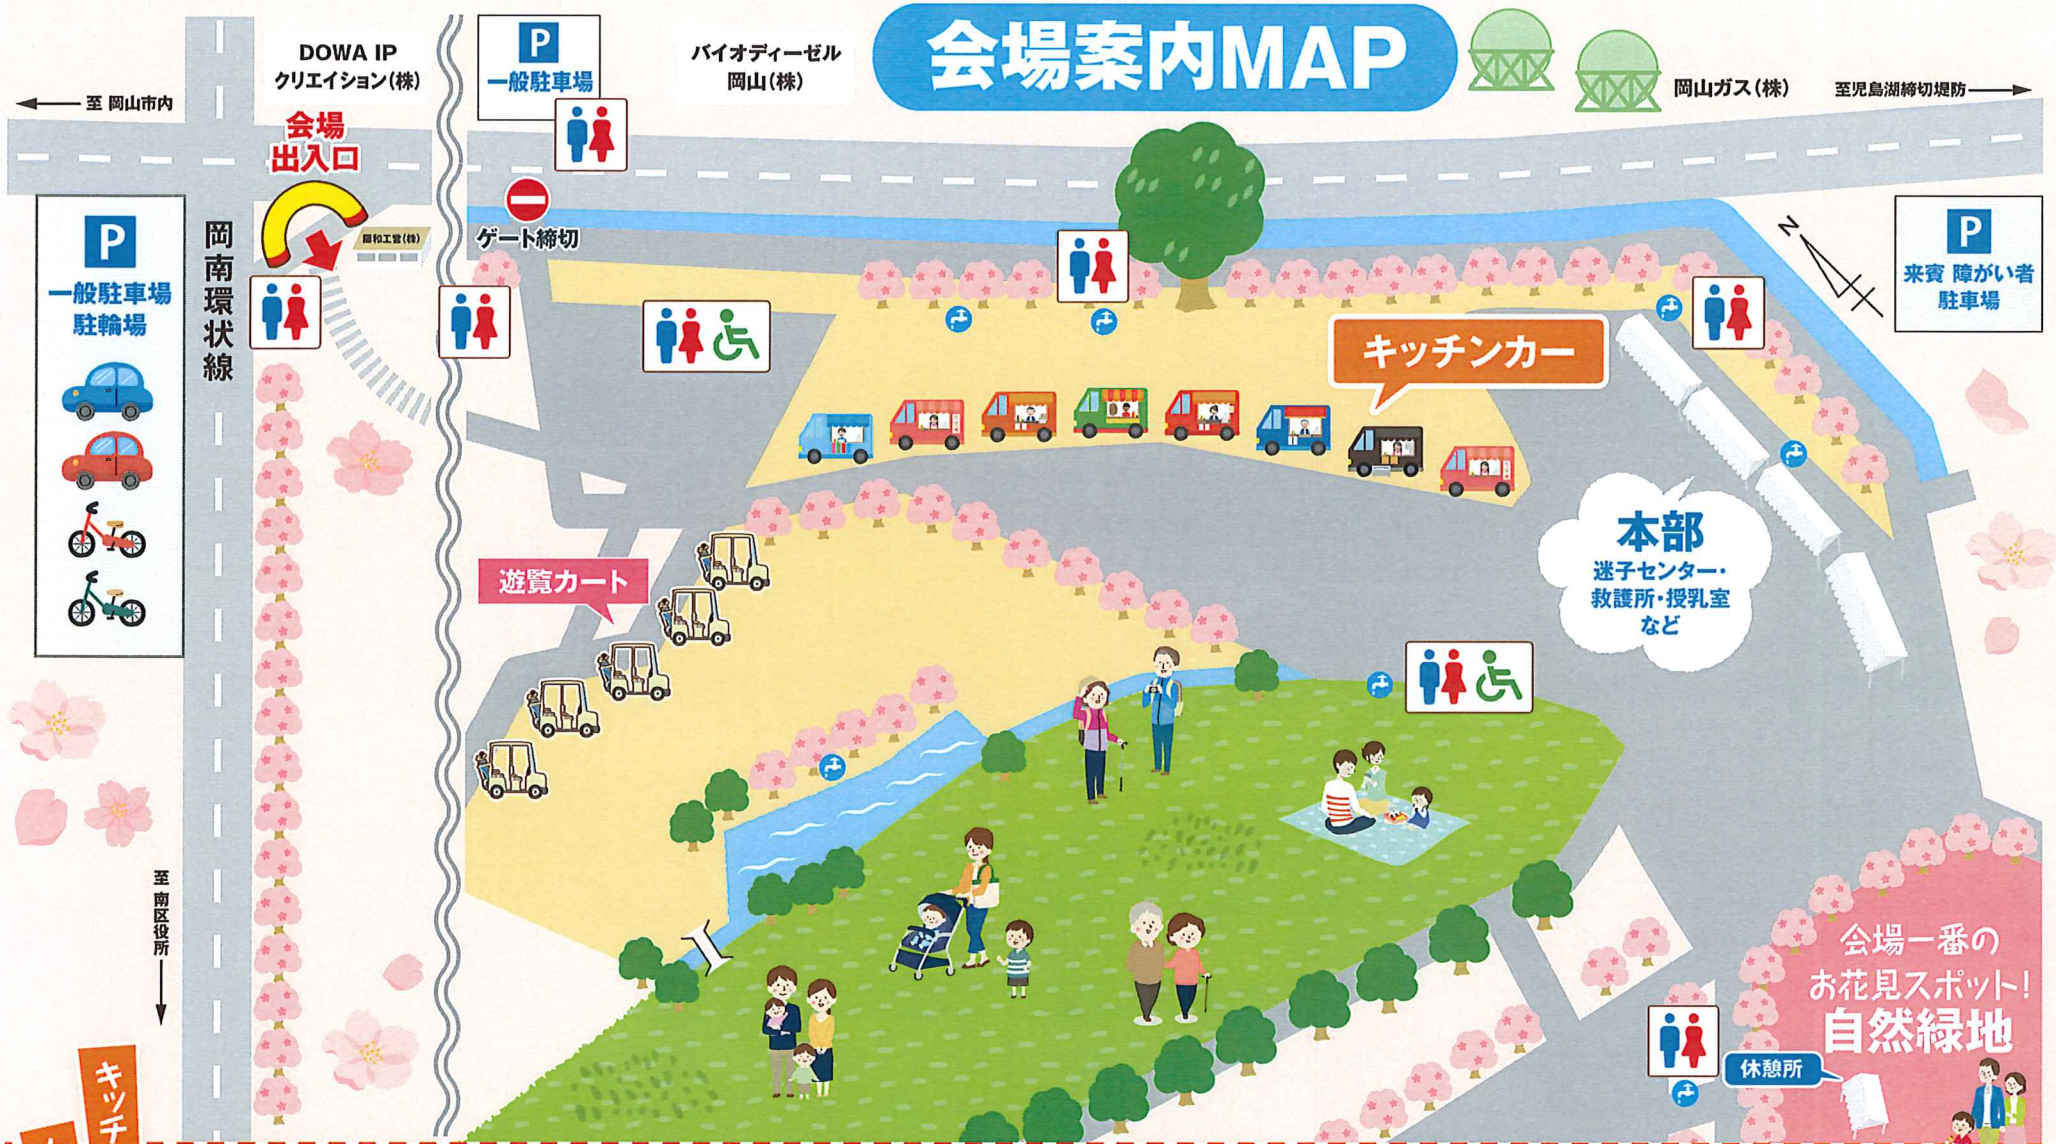 会場案内MAP
DOWA IP
クリエイション(株)
P
一般駐車場
バイオディーゼル
岡山(株)
岡山ガス(株)
至 岡山市内
至児島湖締切堤防
会場
出入口
ゲート締切
P
一般駐車場
駐輪場
岡南環状線
N
P
来賓 障がい者
駐車場
キッチンカー
本部
迷子センター・
救護所・授乳室
など
遊覧カート
至 南区役所
会場一番の
お花見スポット!
自然緑地
休憩所
キッチ